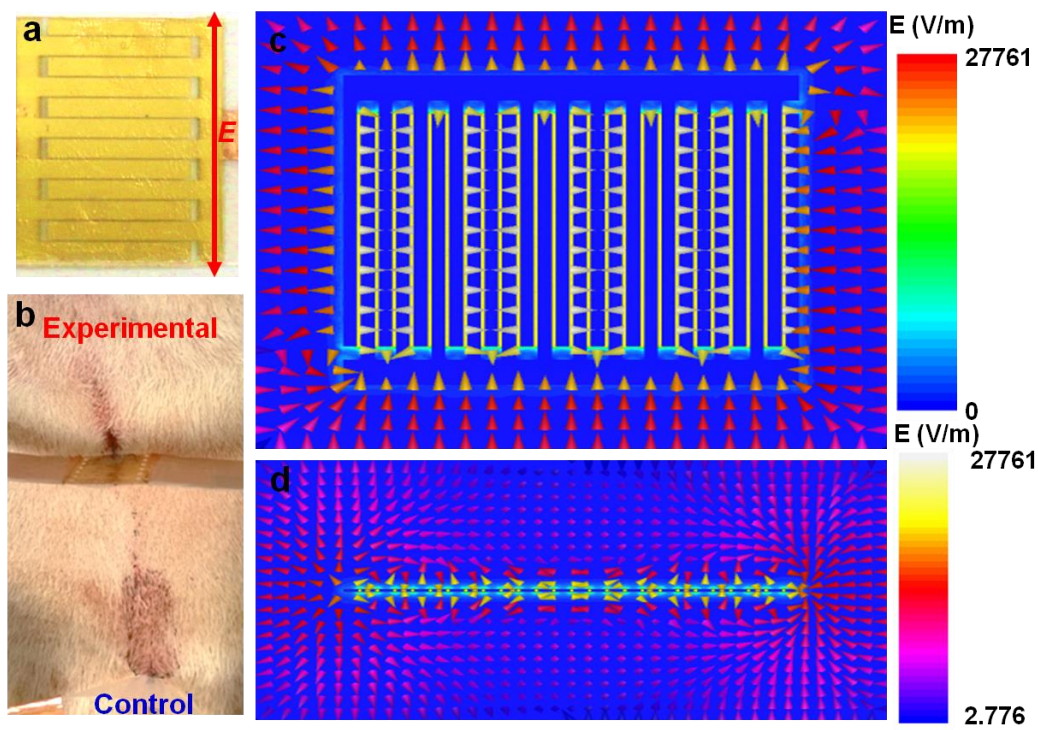 a
E
b
Experimental
Control
c
E (V/m)
27761
0
d
E (V/m)
27761
2.776